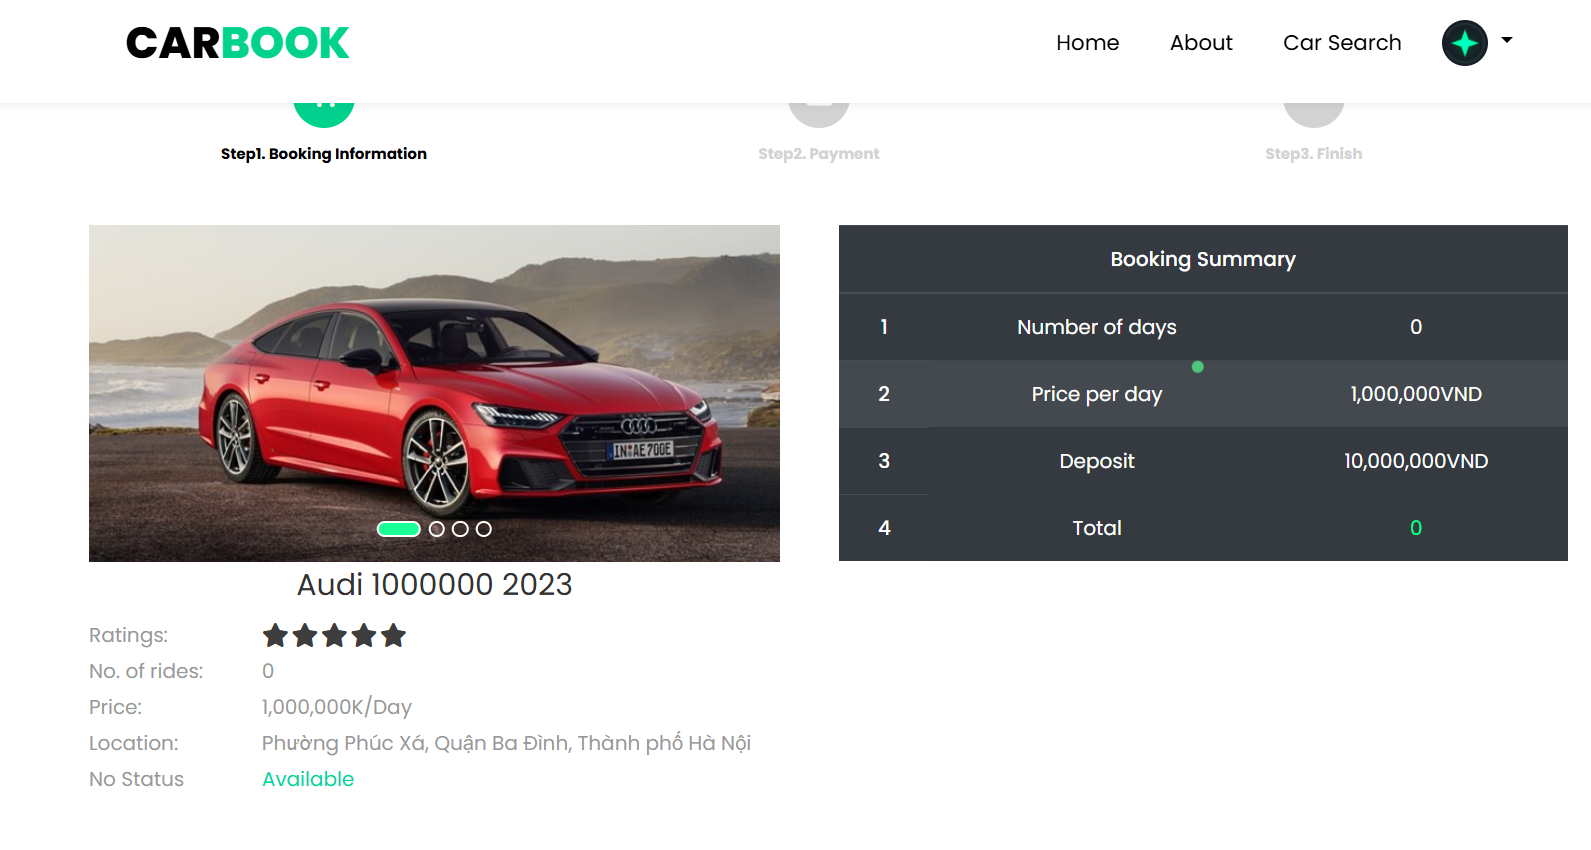 CARBOOK
Home About Car Search
Step1. Booking Information Step2. Payment Step3. Finish
IN AE 700E
Audi 1000000 2023
Ratings:
No. of rides: 0
Price: 1,000,000K/Day
Location: Phường Phúc Xá, Quận Ba Đình, Thành phố Hà Nội
No Status Available
Booking Summary
1 Number of days 0
2 Price per day 1,000,000VND
3 Deposit 10,000,000VND
4 Total 0